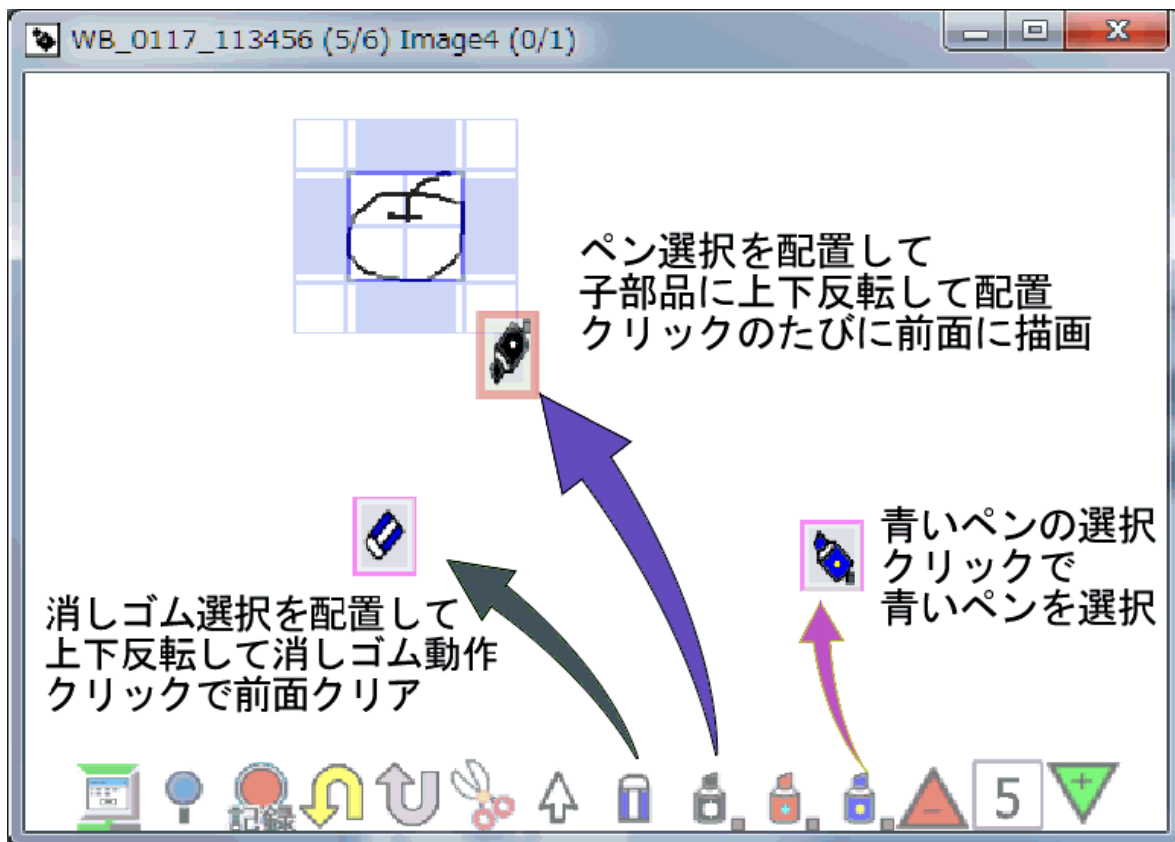 WB_0117_113456 (5/6) Image4 (0/1)
ペン選択を配置して
子部品に上下反転して配置
クリックのたびに前面に描画
青いペンの選択
クリックで
青いペンを選択
消しゴム選択を配置して
上下反転して消しゴム動作
クリックで前面クリア
記録
5